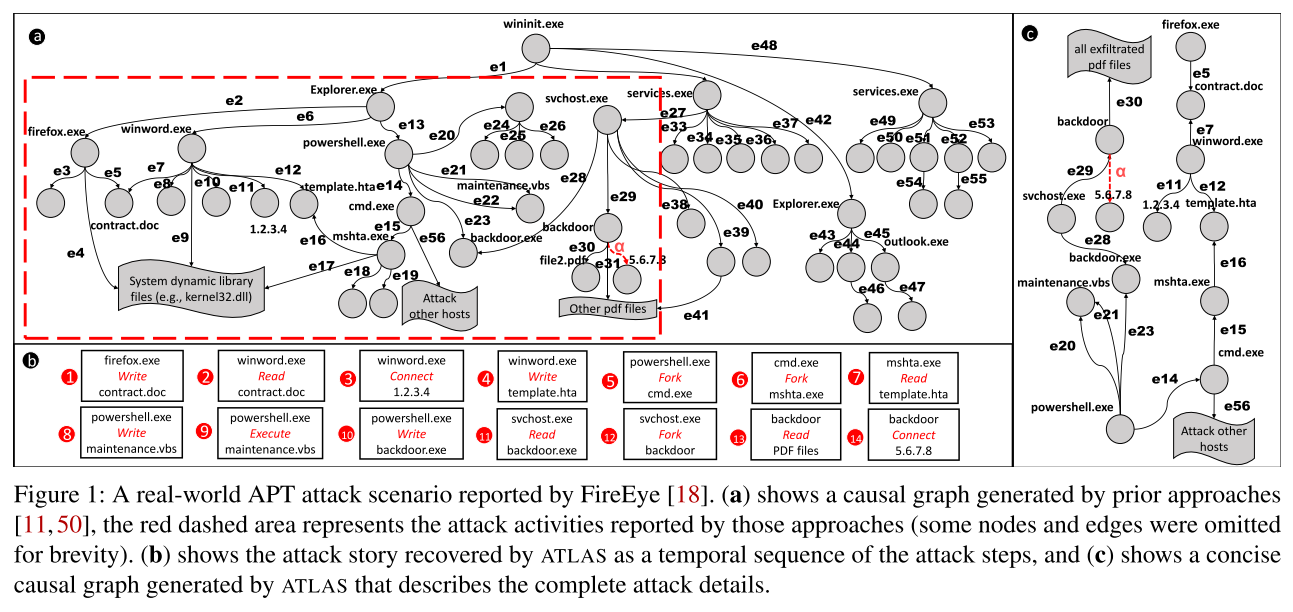 a
wininit.exe
e48
e1
Explorer.exe
e2
e6
e13
firefox.exe
winword.exe
powershell.exe
e20
e24
e25
e26
svchost.exe
services.exe
e27
e33
e34
e35
e36
e37
e42
services.exe
e49
e50
e51
e52
e53
e54
e55
e3
e5
e7
e8
e10
e11
e12
contract.doc
1.2.3.4
template.hta
e14
cmd.exe
e21
maintenance.vbs
e22
e23
backdoor.exe
e28
e29
e38
e40
e39
backdoor
e30
α
file2.pdf
e31
5.6.7.8
Other pdf files
e41
Explorer.exe
e43
e44
e45
outlook.exe
e46
e47
e4
e9
System dynamic library
files (e.g., kernel32.dll)
e15
e16
mshta.exe
e56
e17
e18
e19
Attack
other hosts
b
1
firefox.exe
Write
contract.doc
2
winword.exe
Read
contract.doc
3
winword.exe
Connect
1.2.3.4
4
winword.exe
Write
template.hta
5
powershell.exe
Fork
cmd.exe
6
cmd.exe
Fork
mshta.exe
7
mshta.exe
Read
template.hta
8
powershell.exe
Write
maintenance.vbs
9
powershell.exe
Execute
maintenance.vbs
10
powershell.exe
Write
backdoor.exe
11
svchost.exe
Read
backdoor.exe
12
svchost.exe
Fork
backdoor
13
backdoor
Read
PDF files
14
backdoor
Connect
5.6.7.8
c
all exfiltrated
pdf files
e30
backdoor
e29
α
svchost.exe
5.6.7.8
e28
backdoor.exe
maintenance.vbs
e21
e20
e23
powershell.exe
e14
firefox.exe
e5
contract.doc
e7
winword.exe
e11
e12
1.2.3.4
template.hta
e16
mshta.exe
e15
cmd.exe
e56
Attack other
hosts
Figure 1: A real-world APT attack scenario reported by FireEye [18]. (a) shows a causal graph generated by prior approaches
[11,50], the red dashed area represents the attack activities reported by those approaches (some nodes and edges were omitted
for brevity). (b) shows the attack story recovered by ATLAS as a temporal sequence of the attack steps, and (c) shows a concise
causal graph generated by ATLAS that describes the complete attack details.